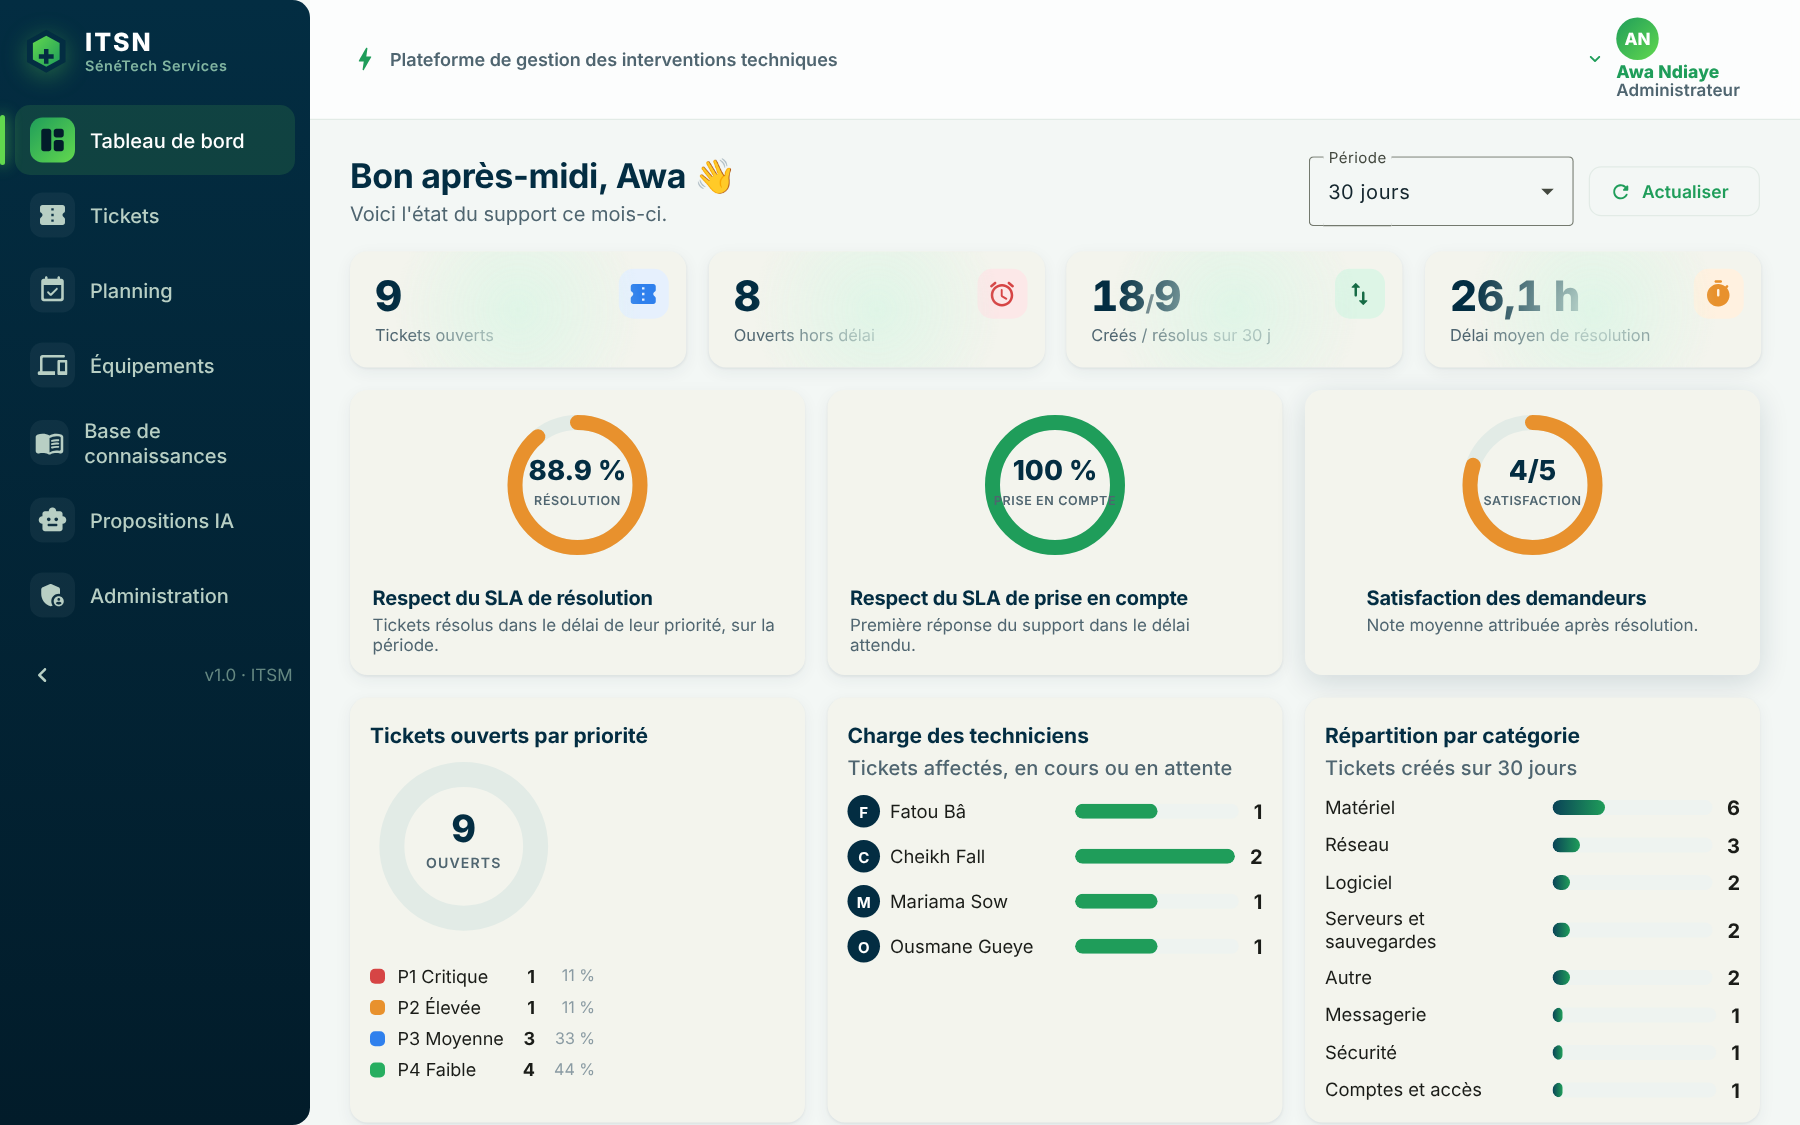 ITSN
SénéTech Services
Tableau de bord
Tickets
Planning
Équipements
Base de
connaissances
Propositions IA
Administration
v1.0 · ITSM
Plateforme de gestion des interventions techniques
AN
Awa Ndiaye
Administrateur
Bon après-midi, Awa 👋
Voici l'état du support ce mois-ci.
Période
30 jours
Actualiser
9
Tickets ouverts
8
Ouverts hors délai
18/9
Créés / résolus sur 30 j
26,1 h
Délai moyen de résolution
88.9 %
RÉSOLUTION
Respect du SLA de résolution
Tickets résolus dans le délai de leur priorité, sur la
période.
100 %
PRISE EN COMPTE
Respect du SLA de prise en compte
Première réponse du support dans le délai
attendu.
4/5
SATISFACTION
Satisfaction des demandeurs
Note moyenne attribuée après résolution.
Tickets ouverts par priorité
9
OUVERTS
P1 Critique 1 11 %
P2 Élevée 1 11 %
P3 Moyenne 3 33 %
P4 Faible 4 44 %
Charge des techniciens
Tickets affectés, en cours ou en attente
F Fatou Bâ 1
C Cheikh Fall 2
M Mariama Sow 1
O Ousmane Gueye 1
Répartition par catégorie
Tickets créés sur 30 jours
Matériel 6
Réseau 3
Logiciel 2
Serveurs et
sauvegardes 2
Autre 2
Messagerie 1
Sécurité 1
Comptes et accès 1